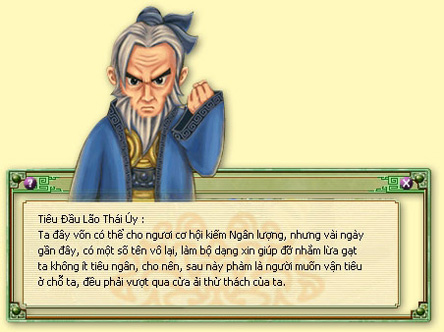 Tiêu Đầu Lão Thái Úy :
Ta đây vốn có thể cho ngươi cơ hội kiếm Ngân lượng, nhưng vài ngày
gần đây, có một số tên vô lại, làm bộ dạng xin giúp đỡ nhằm lừa gạt
ta không ít tiêu ngân, cho nên, sau này phàm là người muốn vận tiêu
ở chỗ ta, đều phải vượt qua cửa ải thử thách của ta.